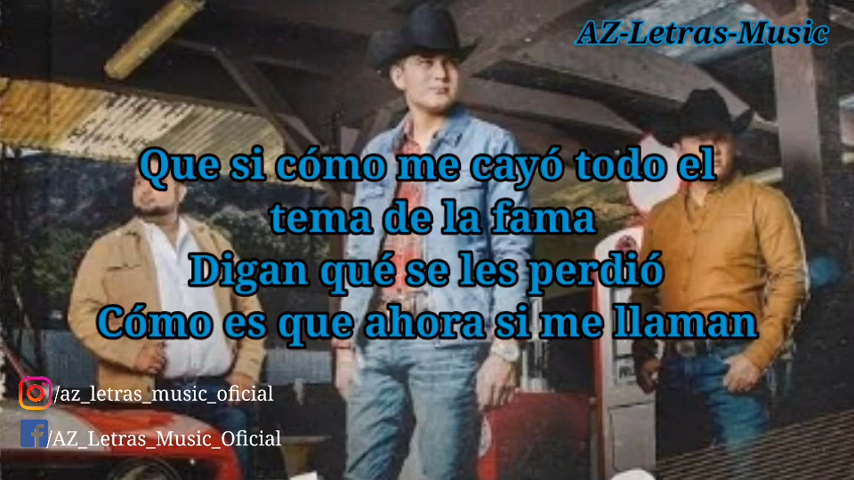 AZ-Letras-Music
Que si cómo me cayó todo el
tema de la fama
Digan qué se les perdió
Cómo es que ahora si me llaman
/az_letras_music_oficial
/AZ_Letras_Music_Oficial